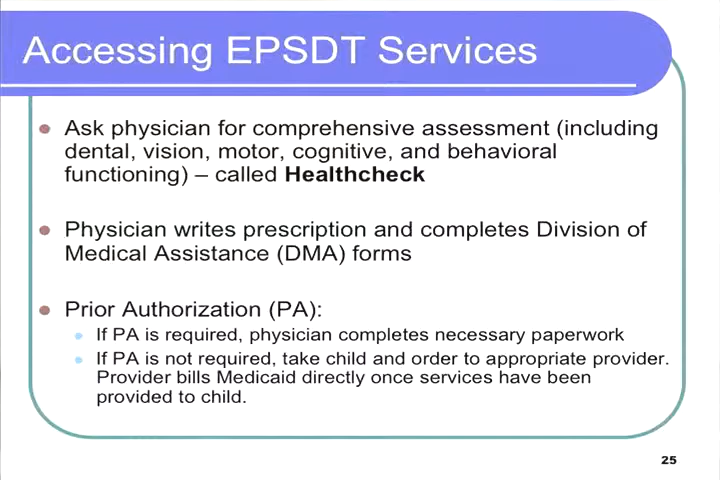 Accessing EPSDT Services
Ask physician for comprehensive assessment (including
dental, vision, motor, cognitive, and behavioral
functioning) – called Healthcheck
Physician writes prescription and completes Division of
Medical Assistance (DMA) forms
Prior Authorization (PA):
If PA is required, physician completes necessary paperwork
If PA is not required, take child and order to appropriate provider.
Provider bills Medicaid directly once services have been
provided to child.
25